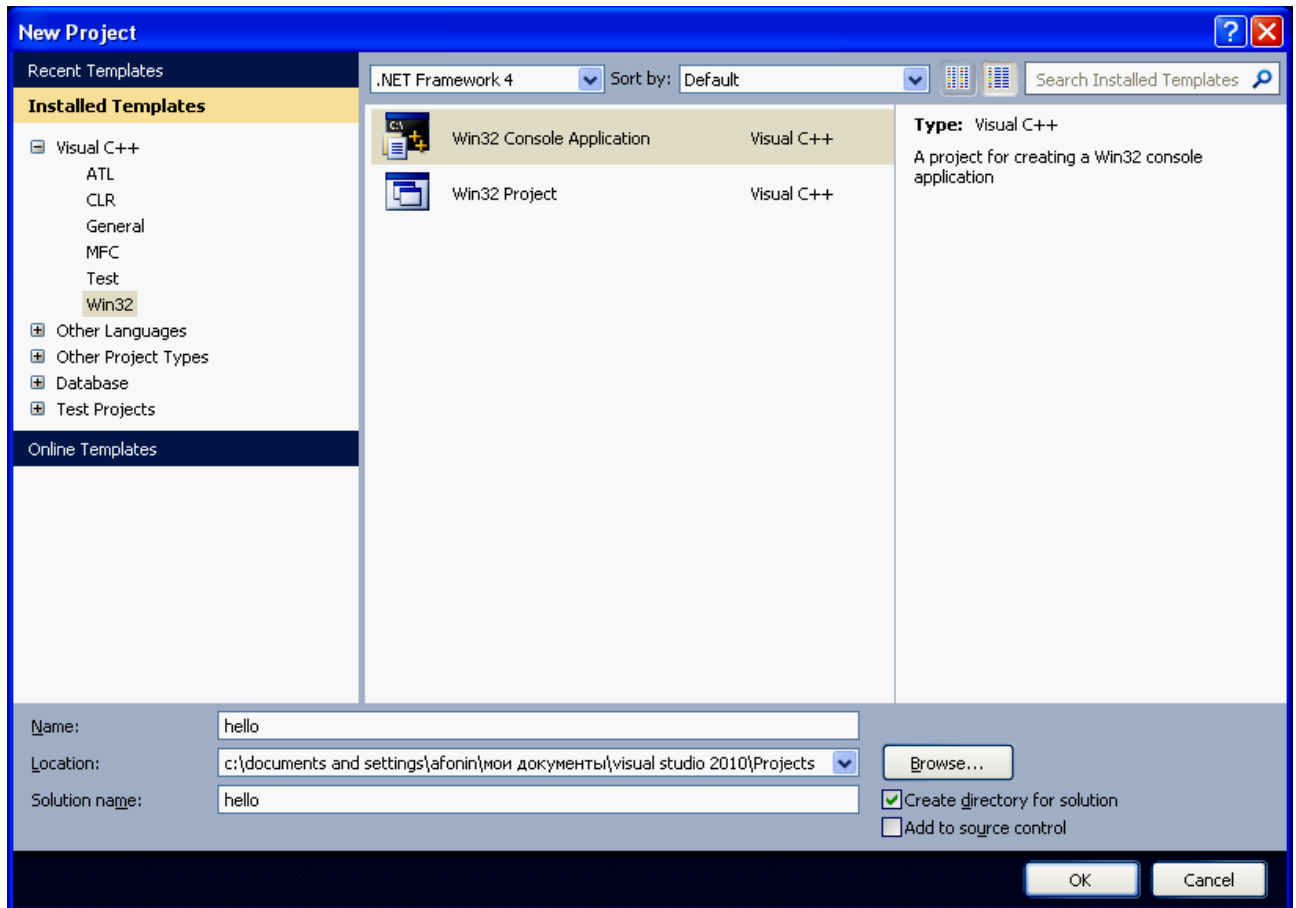 New Project
Recent Templates
Installed Templates
Visual C++
ATL
CLR
General
MFC
Test
Win32
Other Languages
Other Project Types
Database
Test Projects
Online Templates
.NET Framework 4 Sort by: Default Search Installed Templates
Win32 Console Application Visual C++
Win32 Project Visual C++
Type: Visual C++
A project for creating a Win32 console
application
Name: hello
Location: c:\documents and settings\afonin\мои документы\visual studio 2010\Projects Browse...
Solution name: hello
Create directory for solution
Add to source control
OK Cancel